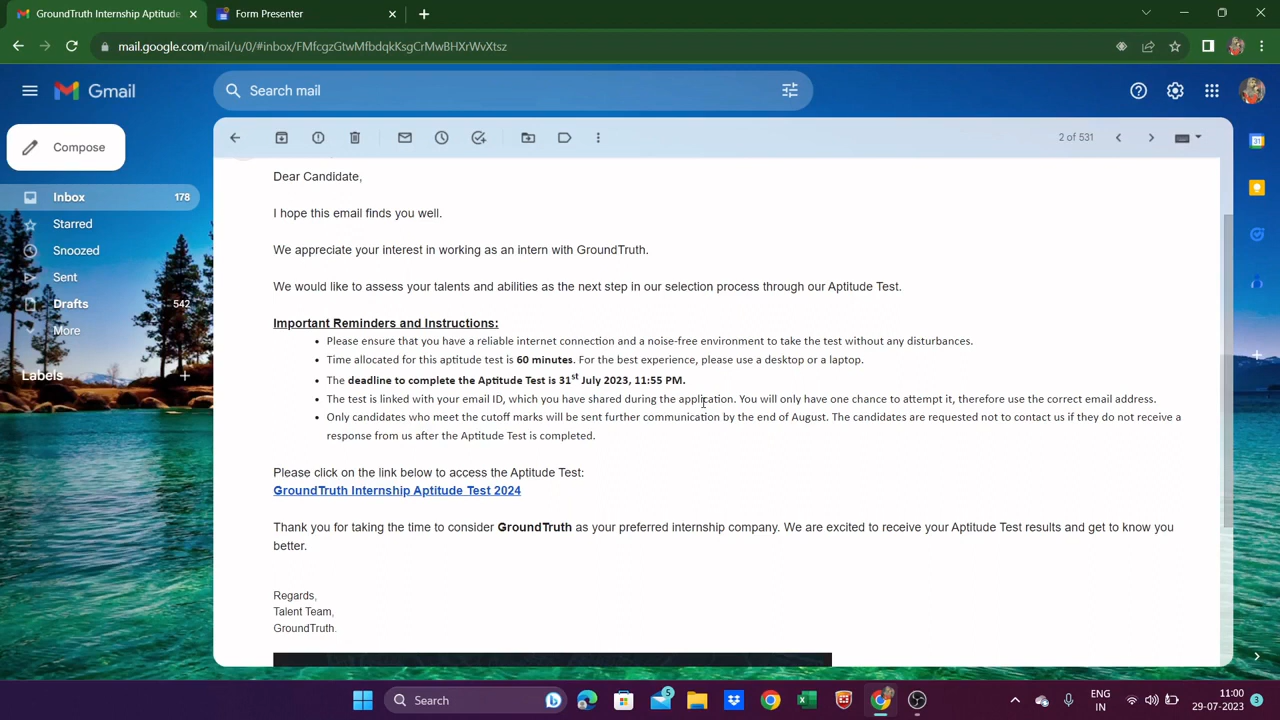 GroundTruth Internship Aptitude
Form Presenter
mail.google.com/mail/u/0/#inbox/FMfcgzGtwMfbdqkKsgCrMwBHXrWvXtsz
Gmail
Search mail
Compose
2 of 531
Inbox 178
Starred
Snoozed
Sent
Drafts 542
More
Labels
Dear Candidate,
I hope this email finds you well.
We appreciate your interest in working as an intern with GroundTruth.
We would like to assess your talents and abilities as the next step in our selection process through our Aptitude Test.
Important Reminders and Instructions:
• Please ensure that you have a reliable internet connection and a noise-free environment to take the test without any disturbances.
• Time allocated for this aptitude test is 60 minutes. For the best experience, please use a desktop or a laptop.
• The deadline to complete the Aptitude Test is 31st July 2023, 11:55 PM.
• The test is linked with your email ID, which you have shared during the application. You will only have one chance to attempt it, therefore use the correct email address.
• Only candidates who meet the cutoff marks will be sent further communication by the end of August. The candidates are requested not to contact us if they do not receive a
response from us after the Aptitude Test is completed.
Please click on the link below to access the Aptitude Test:
GroundTruth Internship Aptitude Test 2024
Thank you for taking the time to consider GroundTruth as your preferred internship company. We are excited to receive your Aptitude Test results and get to know you
better.
Regards,
Talent Team,
GroundTruth.
31
Search
5
ENG
IN
11:00
29-07-2023
3